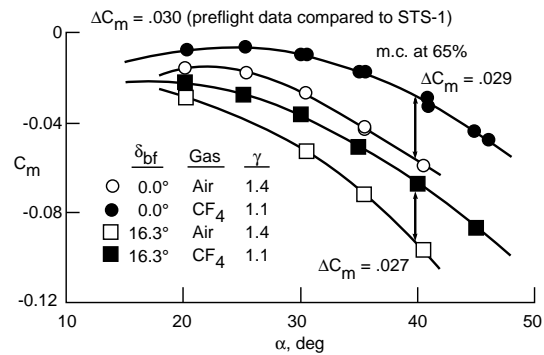 ΔCm = .030 (preflight data compared to STS-1)
0
-0.04
-0.08
-0.12
Cm
m.c. at 65%
ΔCm = .029
δbf Gas γ
0.0° Air 1.4
0.0° CF4 1.1
16.3° Air 1.4
16.3° CF4 1.1
ΔCm = .027
10 20 30 40 50
α, deg